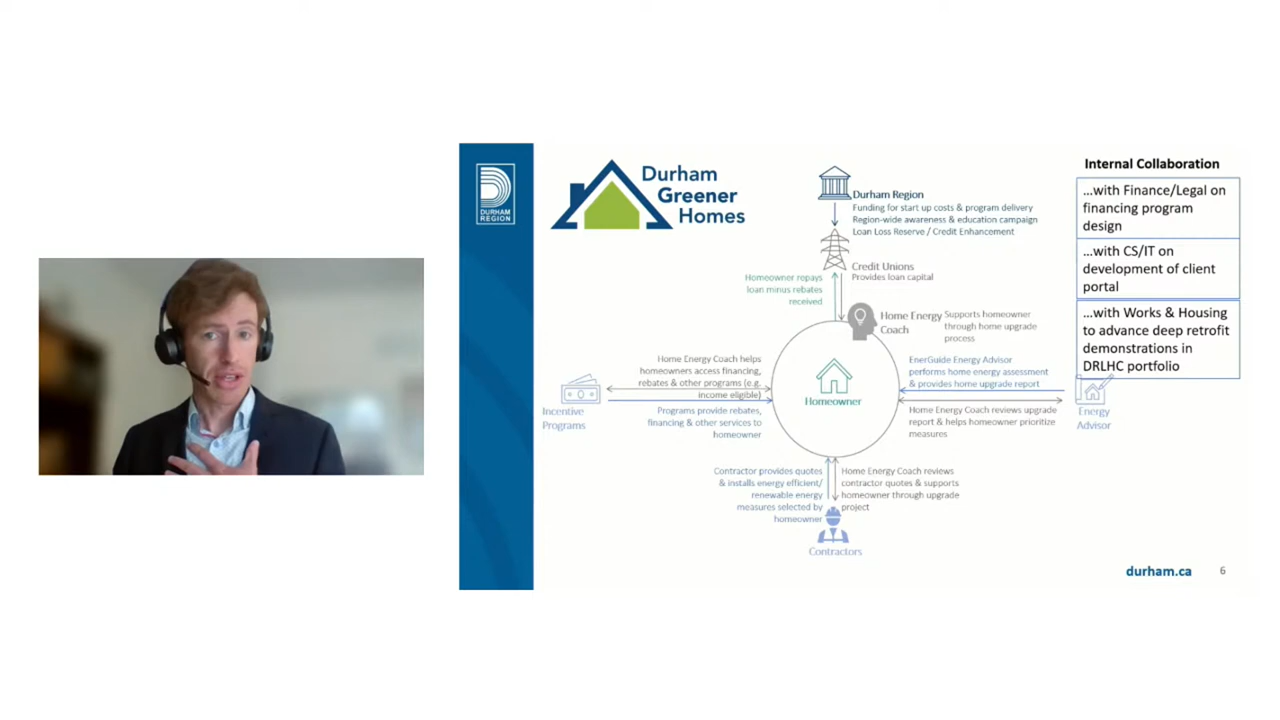 DURHAM
REGION
Durham
Greener
Homes
Durham Region
Funding for start up costs & program delivery
Region-wide awareness & education campaign
Loan Loss Reserve / Credit Enhancement
Credit Unions
Provides loan capital
Homeowner repays
loan minus rebates
received
Home Energy
Coach
Supports homeowner
through home upgrade
process
Home Energy Coach helps
homeowners access financing,
rebates & other programs (e.g.
income eligible)
Programs provide rebates,
financing & other services to
homeowner
Incentive
Programs
Homeowner
EnerGuide Energy Advisor
performs home energy assessment
& provides home upgrade report
Home Energy Coach reviews upgrade
report & helps homeowner prioritize
measures
Energy
Advisor
Contractor provides quotes
& installs energy efficient/
renewable energy
measures selected by
homeowner
Home Energy Coach reviews
contractor quotes & supports
homeowner through upgrade
project
Contractors
Internal Collaboration
...with Finance/Legal on
financing program
design
...with CS/IT on
development of client
portal
...with Works & Housing
to advance deep retrofit
demonstrations in
DRLHC portfolio
durham.ca
6